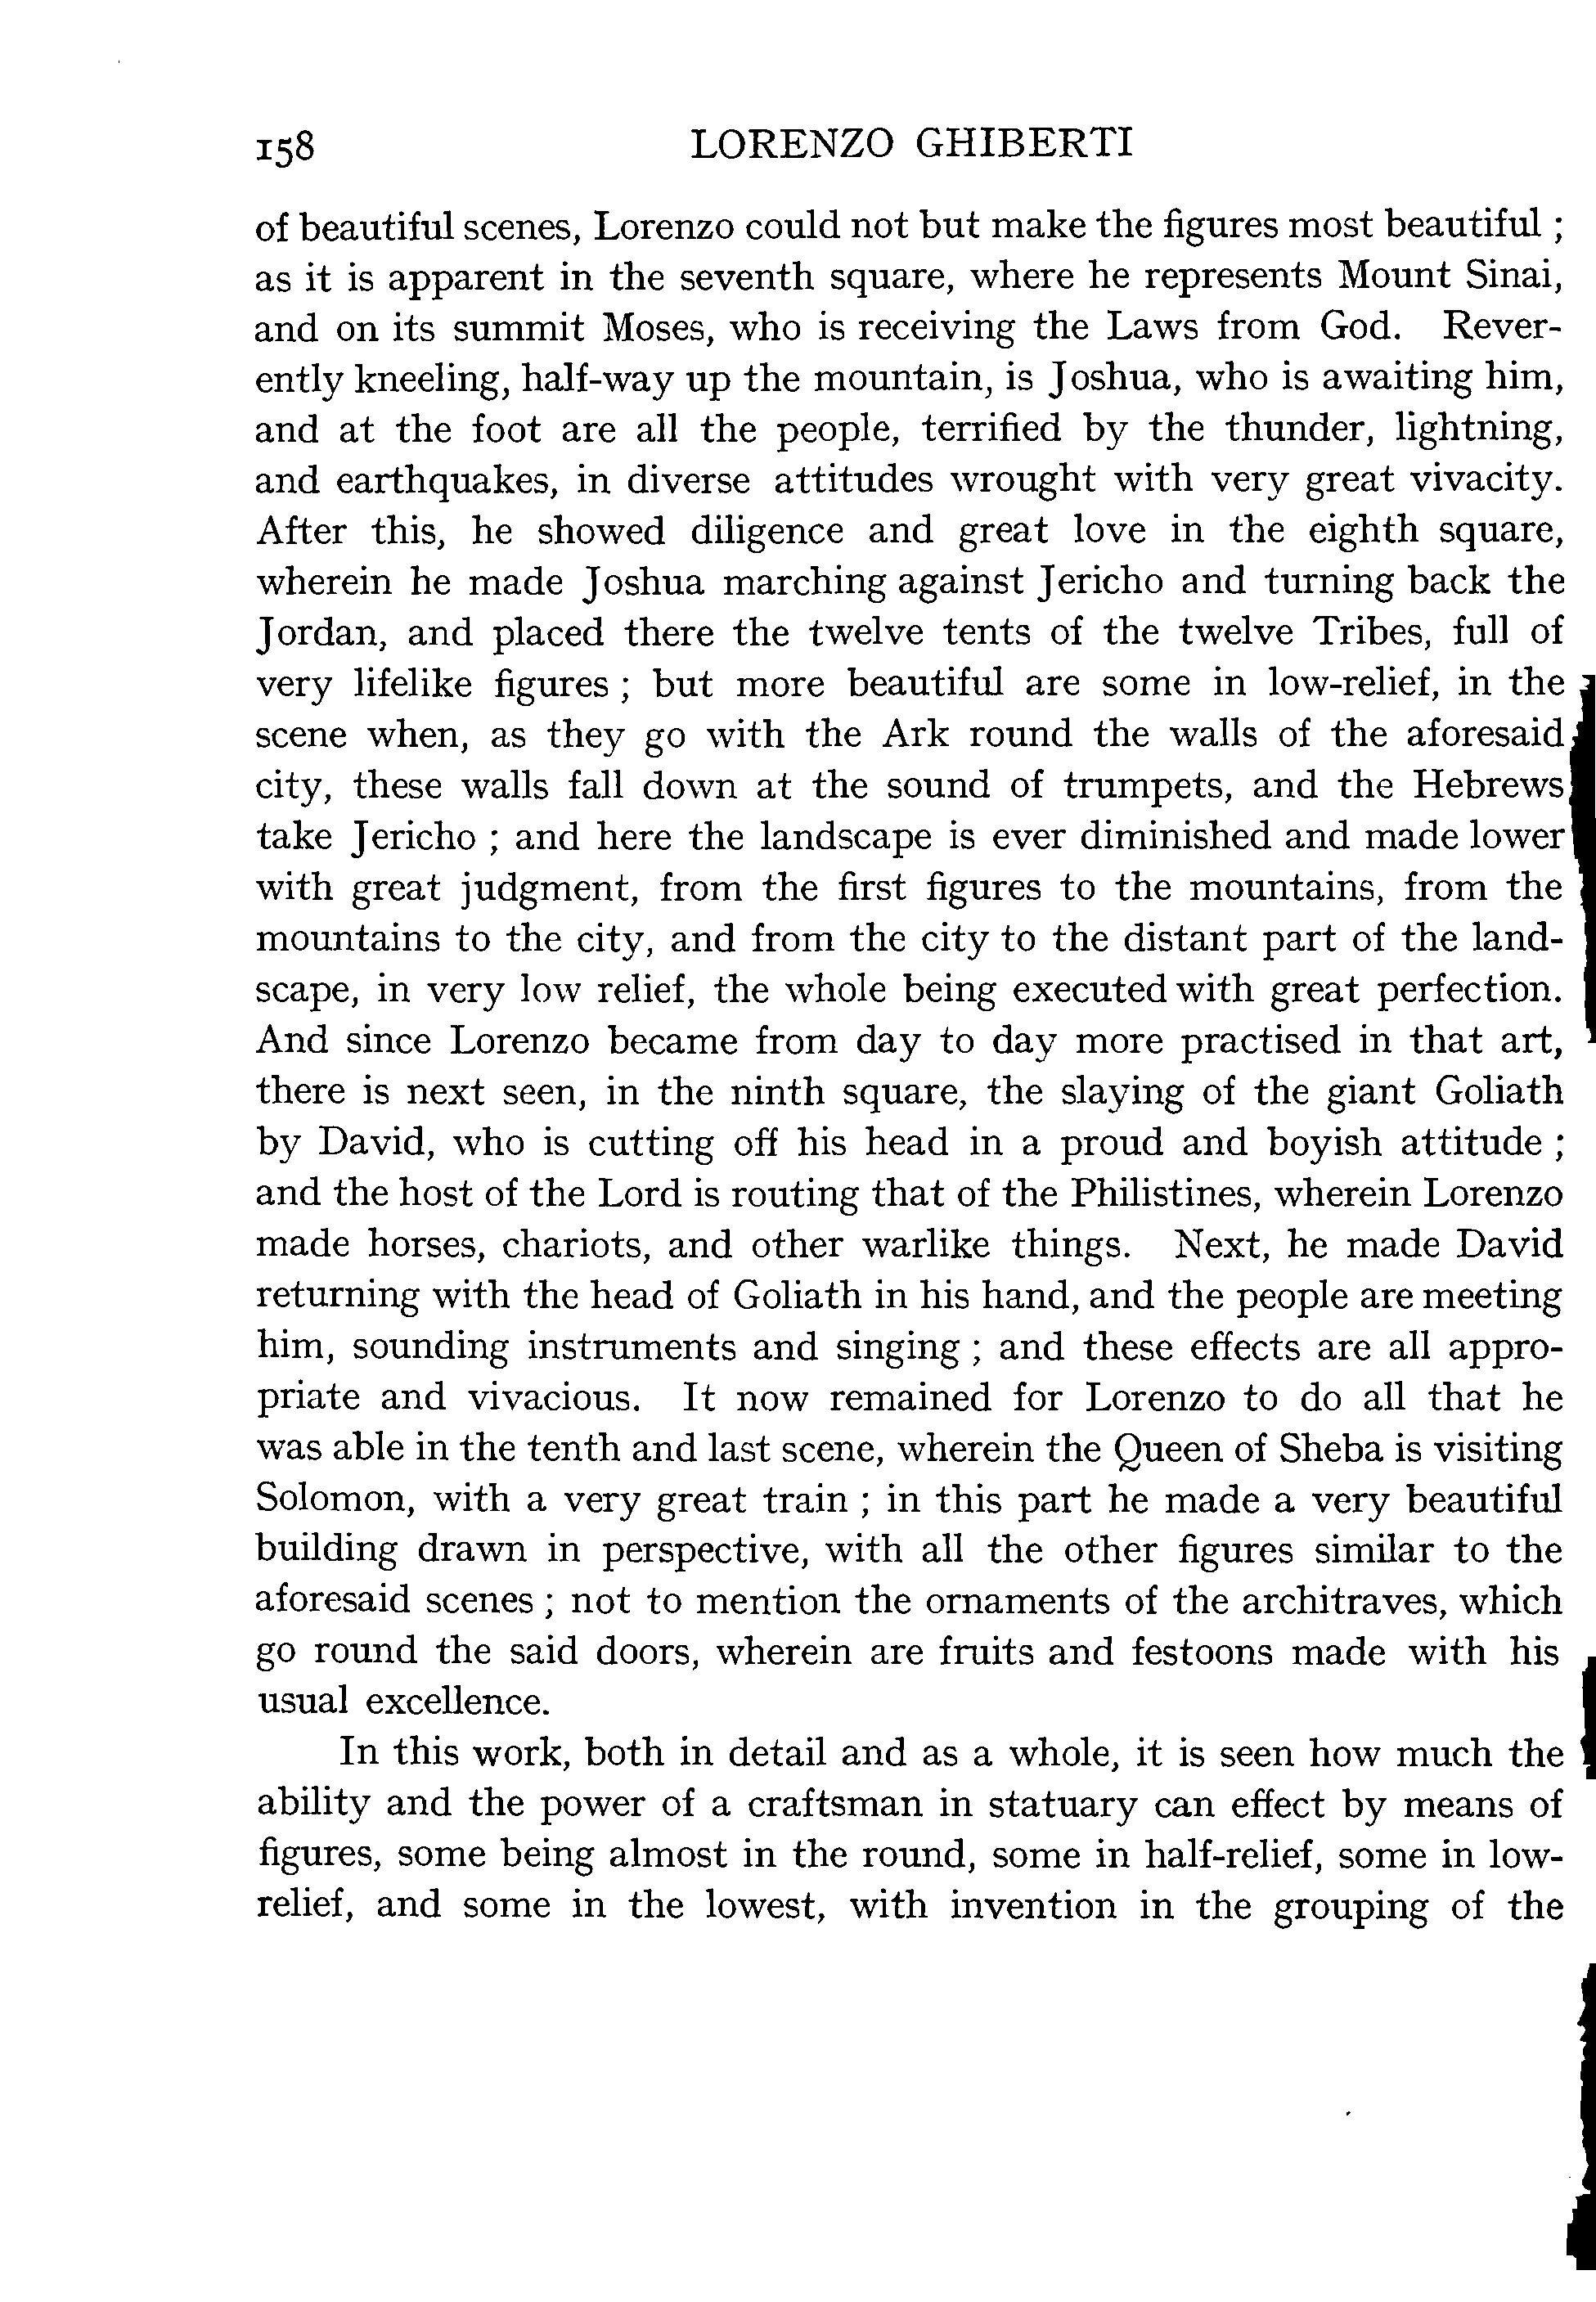 158 LORENZO GHIBERTI
of beautiful scenes, Lorenzo could not but make the figures most beautiful ;
as it is apparent in the seventh square, where he represents Mount Sinai,
and on its summit Moses, who is receiving the Laws from God. Rever-
ently kneeling, half-way up the mountain, is Joshua, who is awaiting him,
and at the foot are all the people, terrified by the thunder, lightning,
and earthquakes, in diverse attitudes wrought with very great vivacity.
After this, he showed diligence and great love in the eighth square,
wherein he made Joshua marching against Jericho and turning back the
Jordan, and placed there the twelve tents of the twelve Tribes, full of
very lifelike figures ; but more beautiful are some in low-relief, in the
scene when, as they go with the Ark round the walls of the aforesaid
city, these walls fall down at the sound of trumpets, and the Hebrews
take Jericho ; and here the landscape is ever diminished and made lower
with great judgment, from the first figures to the mountains, from the
mountains to the city, and from the city to the distant part of the land-
scape, in very low relief, the whole being executed with great perfection.
And since Lorenzo became from day to day more practised in that art,
there is next seen, in the ninth square, the slaying of the giant Goliath
by David, who is cutting off his head in a proud and boyish attitude ;
and the host of the Lord is routing that of the Philistines, wherein Lorenzo
made horses, chariots, and other warlike things. Next, he made David
returning with the head of Goliath in his hand, and the people are meeting
him, sounding instruments and singing ; and these effects are all appro-
priate and vivacious. It now remained for Lorenzo to do all that he
was able in the tenth and last scene, wherein the Queen of Sheba is visiting
Solomon, with a very great train ; in this part he made a very beautiful
building drawn in perspective, with all the other figures similar to the
aforesaid scenes ; not to mention the ornaments of the architraves, which
go round the said doors, wherein are fruits and festoons made with his
usual excellence.
In this work, both in detail and as a whole, it is seen how much the
ability and the power of a craftsman in statuary can effect by means of
figures, some being almost in the round, some in half-relief, some in low-
relief, and some in the lowest, with invention in the grouping of the